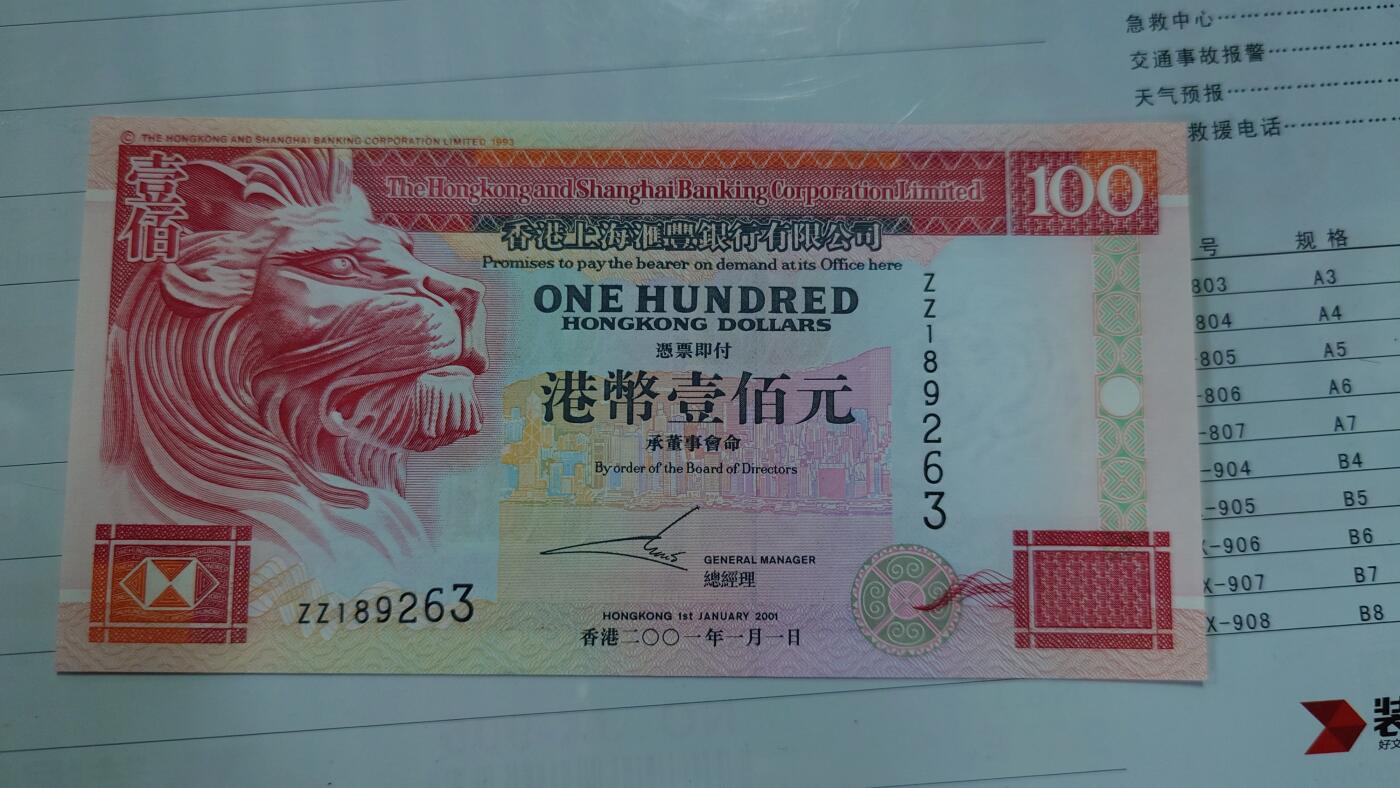 急救中心
交通事故报警
天气预报
救援电话
© THE HONGKONG AND SHANGHAI BANKING CORPORATION LIMITED 1993
壹佰
The Hongkong and Shanghai Banking Corporation Limited
100
香港上海滙豐銀行有限公司
Promises to pay the bearer on demand at its Office here
ONE HUNDRED
HONGKONG DOLLARS
憑票即付
港幣壹佰元
承董事會命
By order of the Board of Directors
ZZ189263
GENERAL MANAGER
總經理
ZZ189263
HONGKONG 1st JANUARY 2001
香港二〇〇一年一月一日
号 规格
803 A3
804 A4
-805 A5
-806 A6
-807 A7
-904 B4
-905 B5
X-906 B6
X-907 B7
X-908 B8
好文